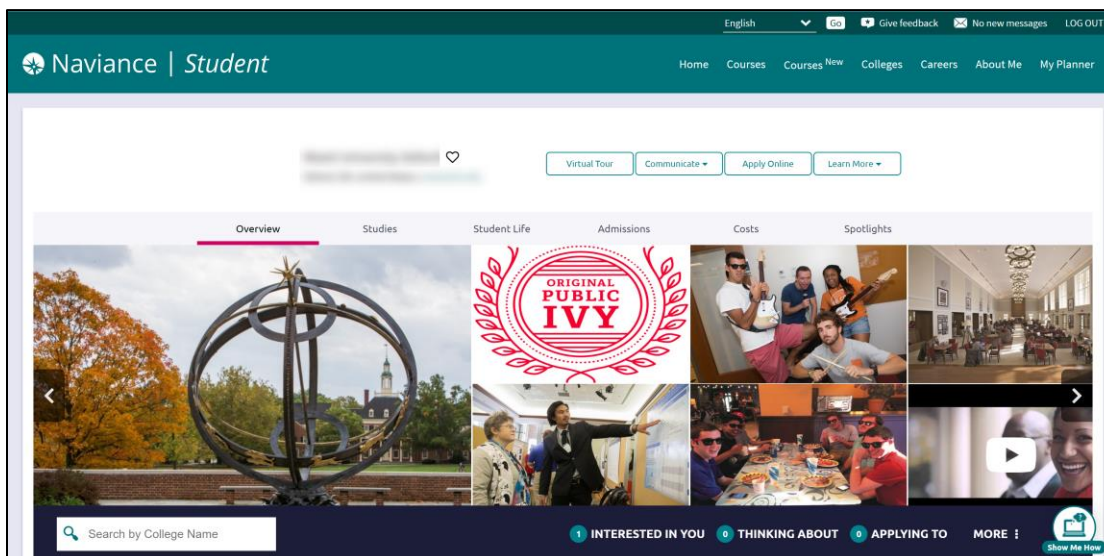 English Go Give feedback No new messages LOG OUT
Naviance | Student
Home Courses Courses New Colleges Careers About Me My Planner
Virtual Tour Communicate Apply Online Learn More
Overview Studies Student Life Admissions Costs Spotlights
ORIGINAL
PUBLIC
IVY
Search by College Name
1 INTERESTED IN YOU 0 THINKING ABOUT 0 APPLYING TO MORE
Show Me How